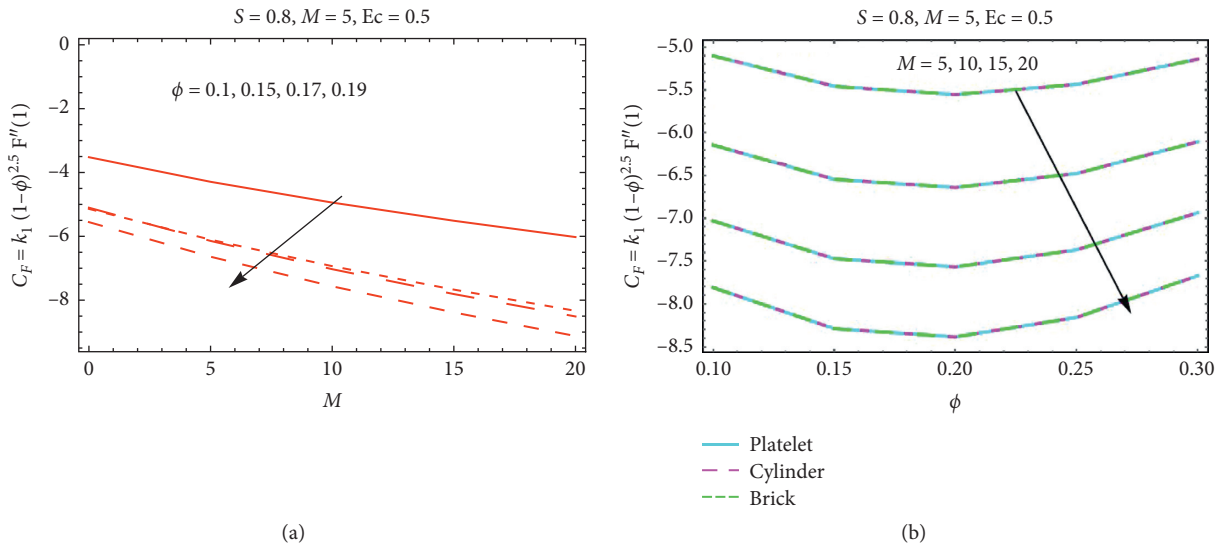 S = 0.8, M = 5, Ec = 0.5
0
−2
−4
−6
−8
C_F = k_1 (1−ϕ)^{2.5} F″(1)
ϕ = 0.1, 0.15, 0.17, 0.19
0 5 10 15 20
M
(a)
S = 0.8, M = 5, Ec = 0.5
−5.0
−5.5
−6.0
−6.5
−7.0
−7.5
−8.0
−8.5
C_F = k_1 (1−ϕ)^{2.5} F″(1)
M = 5, 10, 15, 20
0.10 0.15 0.20 0.25 0.30
ϕ
Platelet
Cylinder
Brick
(b)